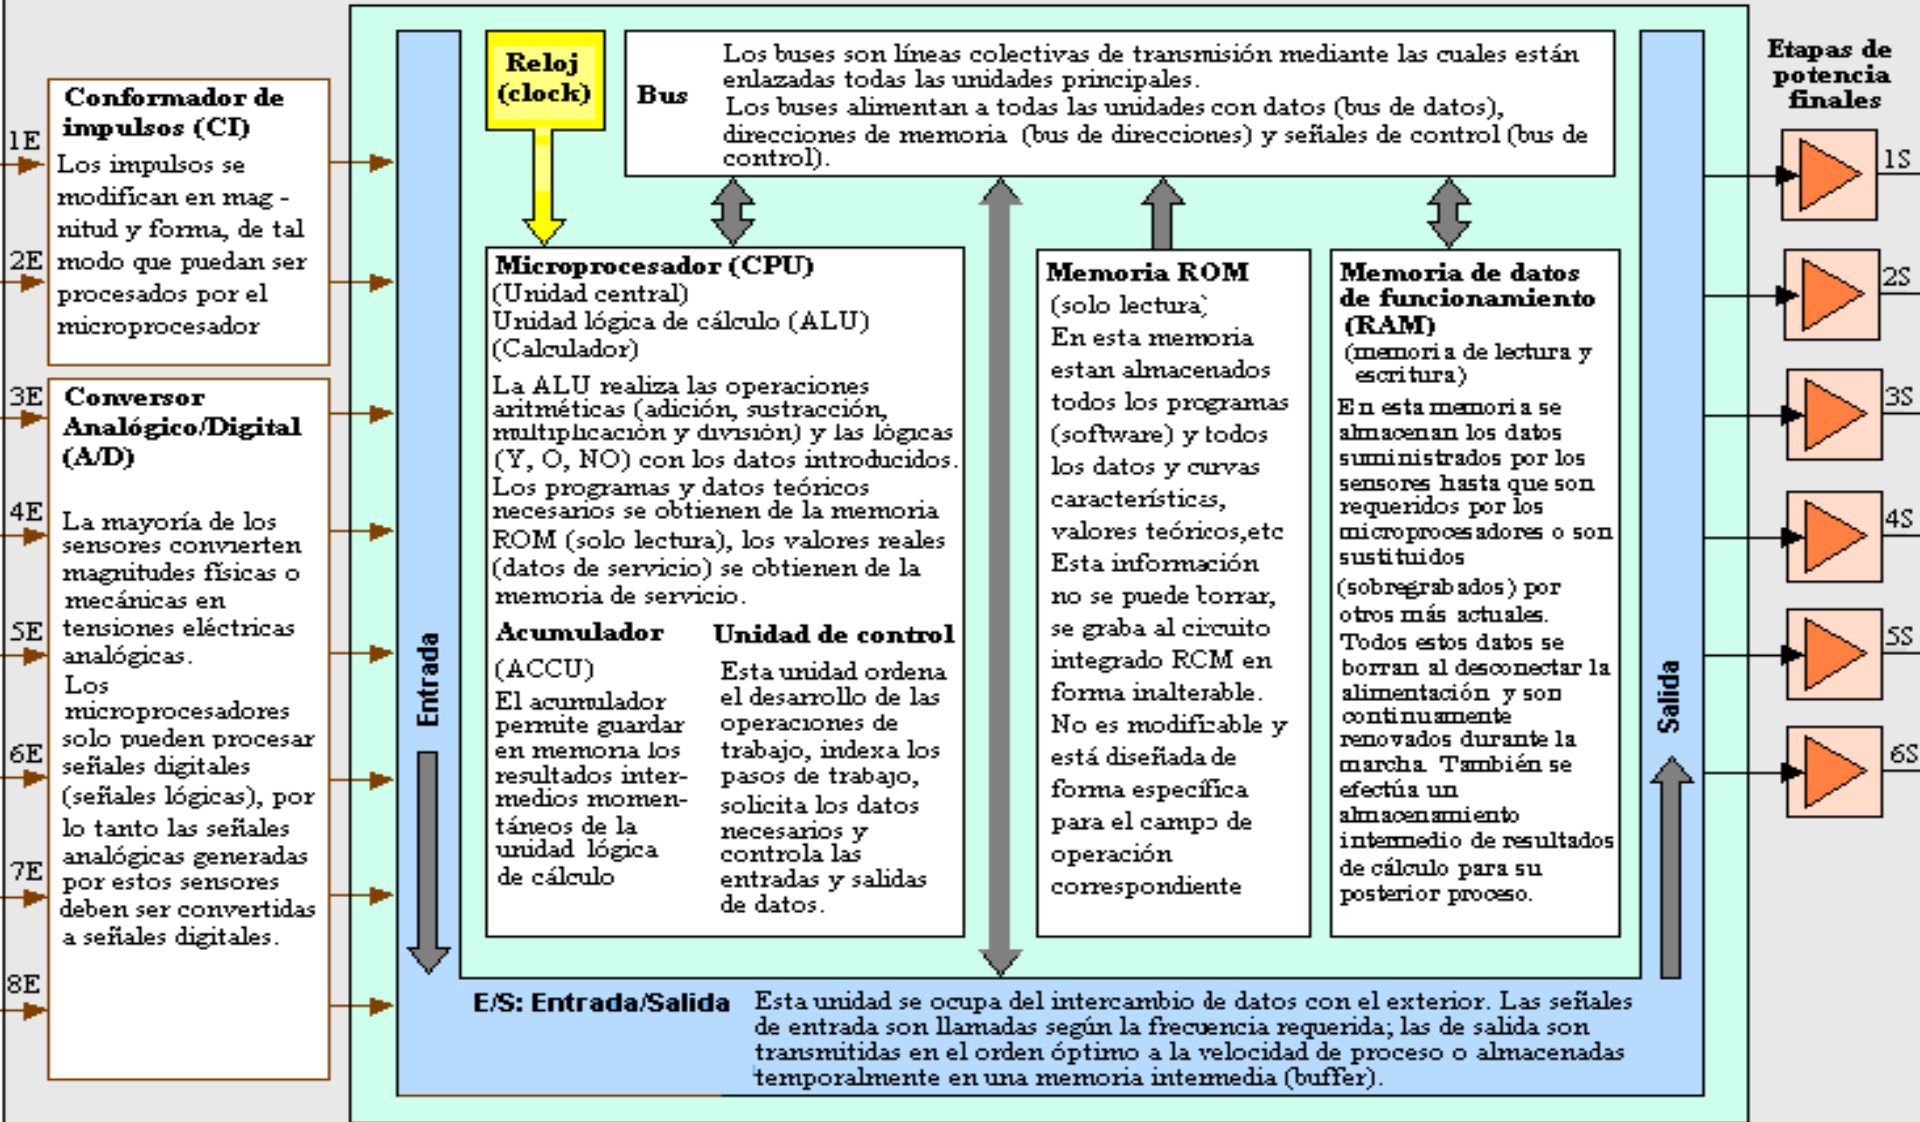 1E
2E
3E
4E
5E
6E
7E
8E
Conformador de
impulsos (CI)
Los impulsos se
modifican en mag -
nitud y forma, de tal
modo que puedan ser
procesados por el
microprocesador
Conversor
Analógico/Digital
(A/D)
La mayoría de los
sensores convierten
magnitudes físicas o
mecánicas en
tensiones eléctricas
analógicas.
Los
microprocesadores
solo pueden procesar
señales digitales
(señales lógicas), por
lo tanto las señales
analógicas generadas
por estos sensores
deben ser convertidas
a señales digitales.
Entrada
Reloj
(clock)
Bus
Los buses son líneas colectivas de transmisión mediante las cuales están
enlazadas todas las unidades principales.
Los buses alimentan a todas las unidades con datos (bus de datos),
direcciones de memoria (bus de direcciones) y señales de control (bus de
control).
Microprocesador (CPU)
(Unidad central)
Unidad lógica de cálculo (ALU)
(Calculador)
La ALU realiza las operaciones
aritméticas (adición, sustracción,
multiplicación y división) y las lógicas
(Y, O, NO) con los datos introducidos.
Los programas y datos teóricos
necesarios se obtienen de la memoria
ROM (solo lectura), los valores reales
(datos de servicio) se obtienen de la
memoria de servicio.
Acumulador
(ACCU)
El acumulador
permite guardar
en memoria los
resultados inter-
medios momen-
táneos de la
unidad lógica
de cálculo
Unidad de control
Esta unidad ordena
el desarrollo de las
operaciones de
trabajo, indexa los
pasos de trabajo,
solicita los datos
necesarios y
controla las
entradas y salidas
de datos.
Memoria ROM
(solo lectura)
En esta memoria
estan almacenados
todos los programas
(software) y todos
los datos y curvas
características,
valores teóricos,etc
Esta información
no se puede borrar,
se graba al circuito
integrado ROM en
forma inalterable.
No es modificable y
está diseñada de
forma específica
para el campo de
operación
correspondiente
Memoria de datos
de funcionamiento
(RAM)
(memoria de lectura y
escritura)
En esta memoria se
almacenan los datos
suministrados por los
sensores hasta que son
requeridos por los
microprocesadores o son
sustituidos
(sobregrabados) por
otros más actuales.
Todos estos datos se
borran al desconectar la
alimentación y son
continuamente
renovados durante la
marcha. También se
efectúa un
almacenamiento
intermedio de resultados
de cálculo para su
posterior proceso.
E/S: Entrada/Salida
Esta unidad se ocupa del intercambio de datos con el exterior. Las señales
de entrada son llamadas según la frecuencia requerida; las de salida son
transmitidas en el orden óptimo a la velocidad de proceso o almacenadas
temporalmente en una memoria intermedia (buffer).
Salida
Etapas de
potencia
finales
1S
2S
3S
4S
5S
6S